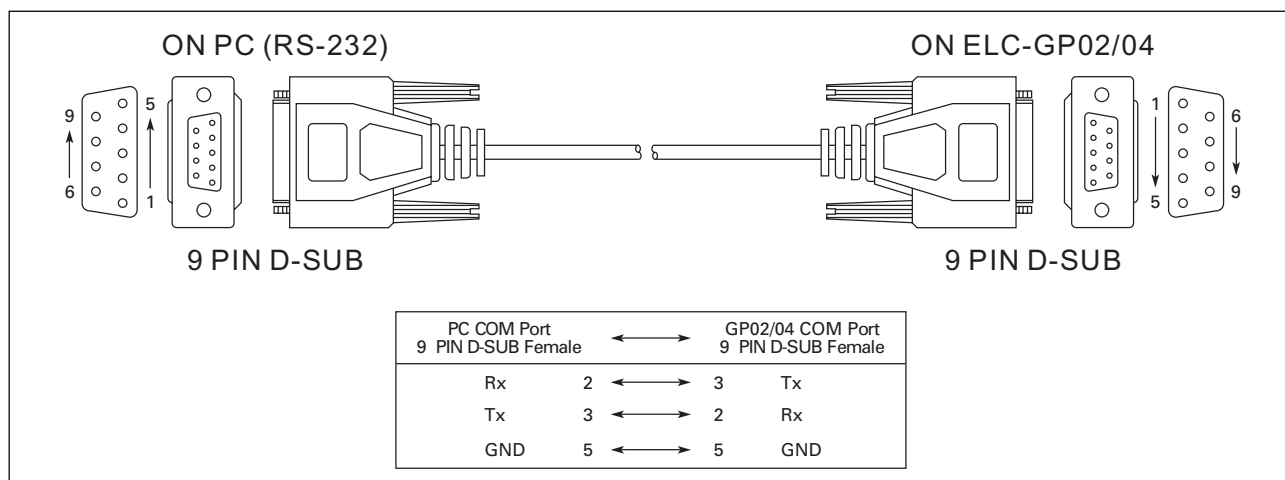 ON PC (RS-232)
ON ELC-GP02/04
9
5
6
1
1
6
5
9
9 PIN D-SUB
9 PIN D-SUB
PC COM Port
9 PIN D-SUB Female
GP02/04 COM Port
9 PIN D-SUB Female
Rx 2 3 Tx
Tx 3 2 Rx
GND 5 5 GND